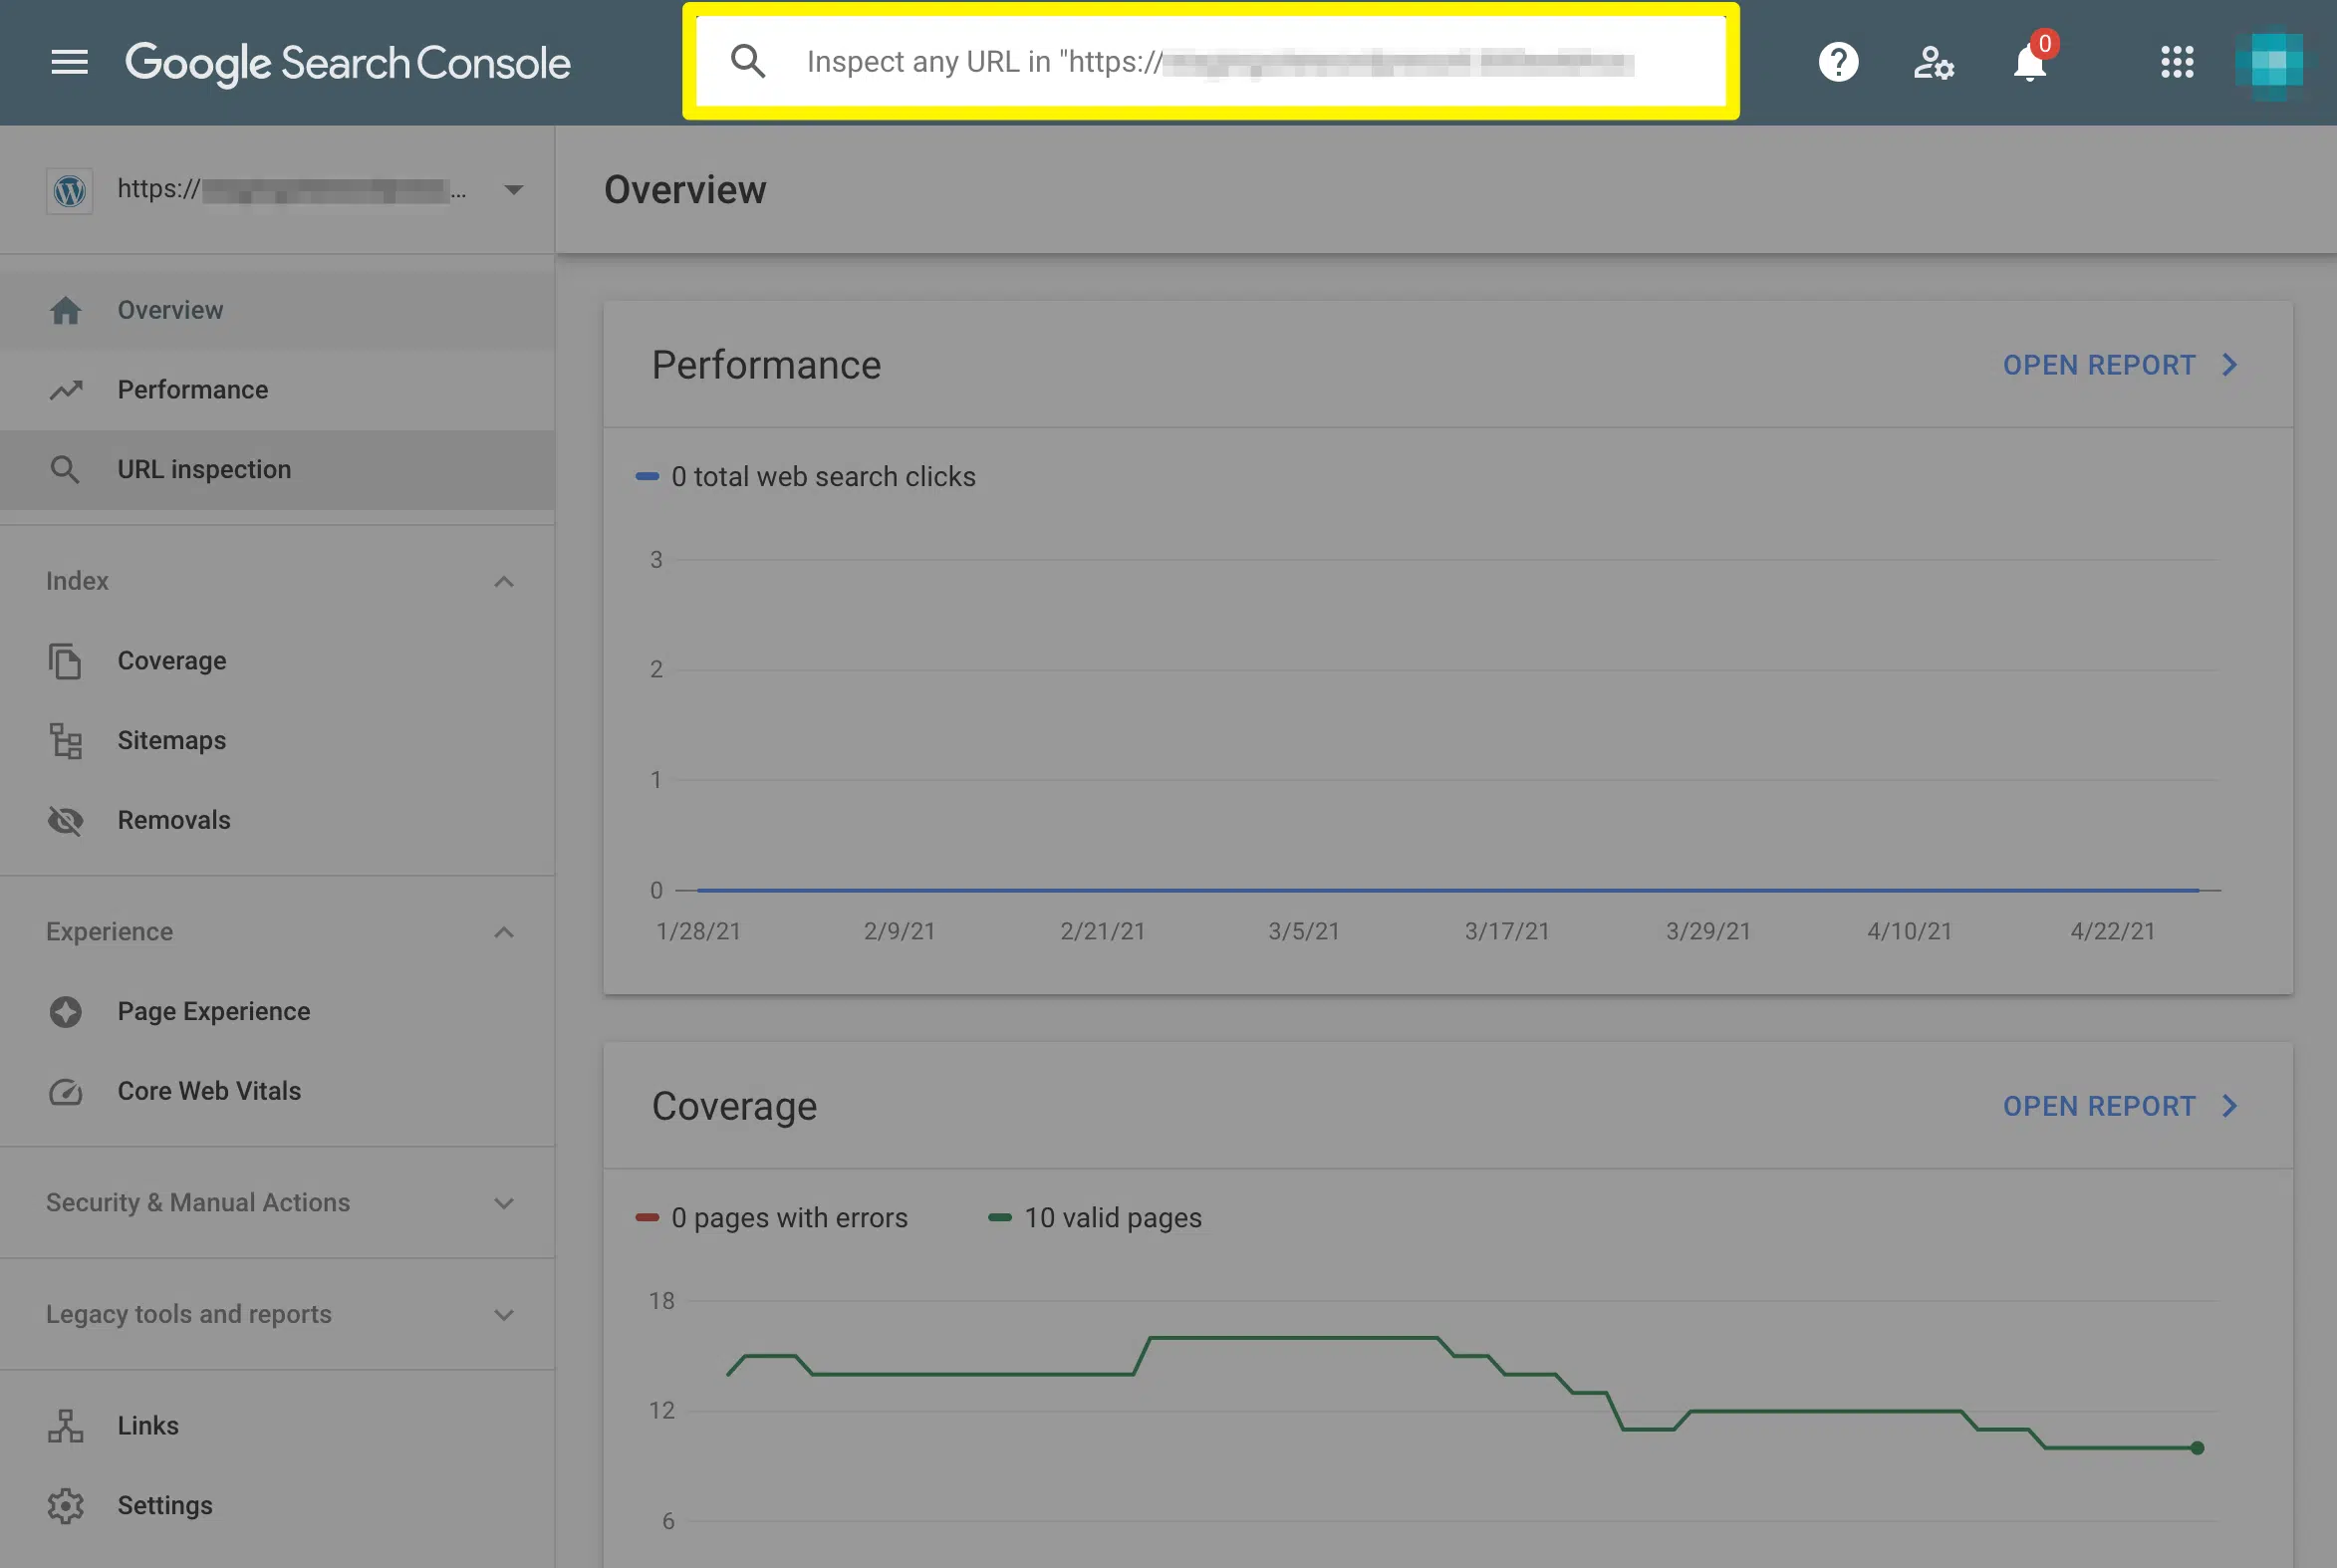 Google Search Console
Inspect any URL in "https://
0
https://
...
Overview
Performance
URL inspection
Index
Coverage
Sitemaps
Removals
Experience
Page Experience
Core Web Vitals
Security & Manual Actions
Legacy tools and reports
Links
Settings
Overview
Performance
OPEN REPORT
0 total web search clicks
3
2
1
0
1/28/21 2/9/21 2/21/21 3/5/21 3/17/21 3/29/21 4/10/21 4/22/21
Coverage
OPEN REPORT
0 pages with errors 10 valid pages
18
12
6